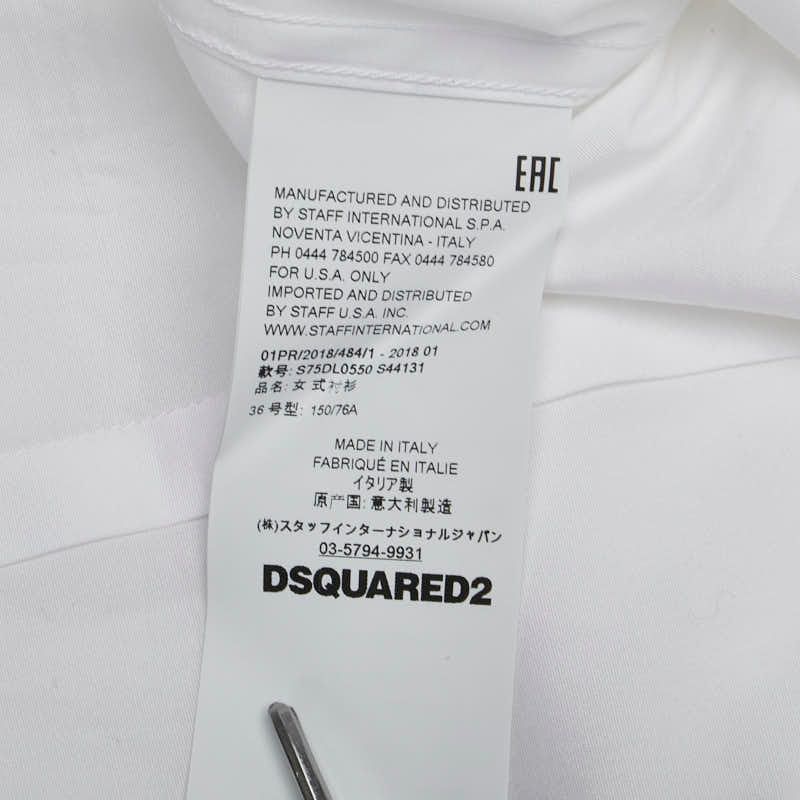 EAC
MANUFACTURED AND DISTRIBUTED
BY STAFF INTERNATIONAL S.P.A.
NOVENTA VICENTINA - ITALY
PH 0444 784500 FAX 0444 784580
FOR U.S.A. ONLY
IMPORTED AND DISTRIBUTED
BY STAFF U.S.A. INC.
WWW.STAFFINTERNATIONAL.COM
01PR/2018/484/1 - 2018 01
款号: S75DL0550 S44131
品名: 女式衬衫
36 号型: 150/76A
MADE IN ITALY
FABRIQUÉ EN ITALIE
イタリア製
原产国: 意大利製造
(株)スタッフインターナショナルジャパン
03-5794-9931
DSQUARED2